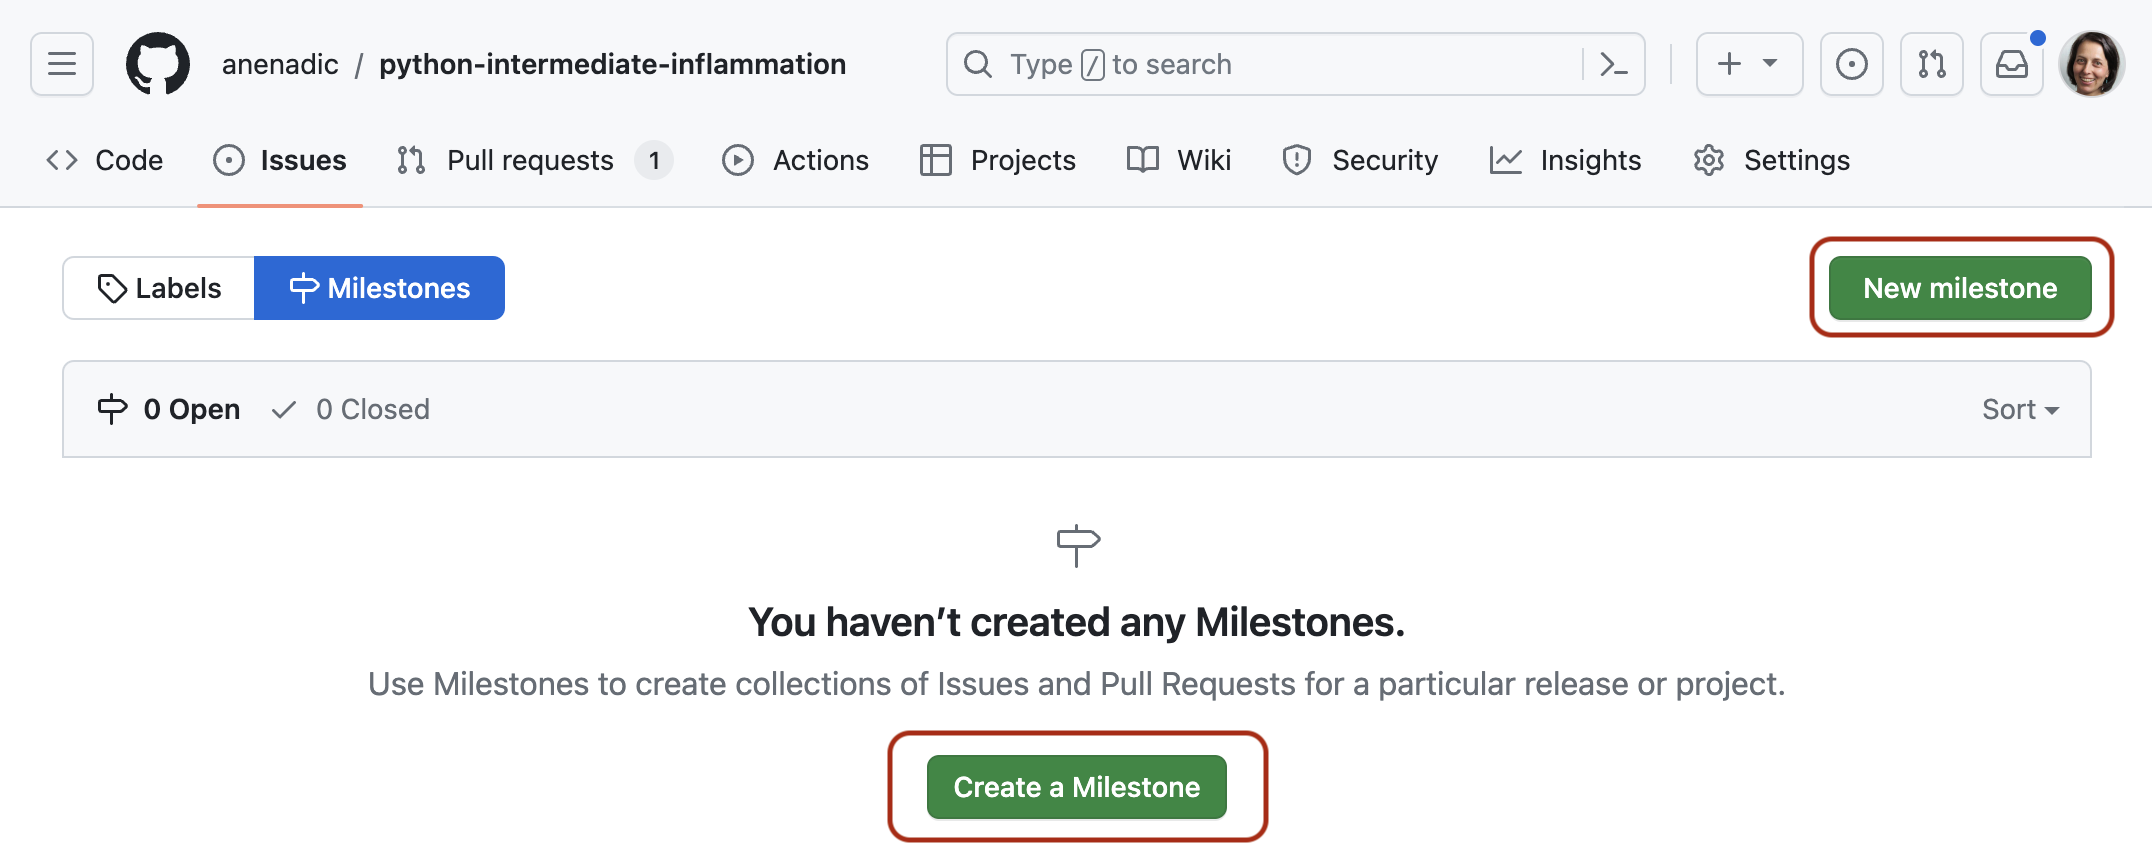 anenadic / python-intermediate-inflammation Type / to search
Code Issues Pull requests 1 Actions Projects Wiki Security Insights Settings
Labels Milestones New milestone
0 Open 0 Closed Sort
You haven’t created any Milestones.
Use Milestones to create collections of Issues and Pull Requests for a particular release or project.
Create a Milestone